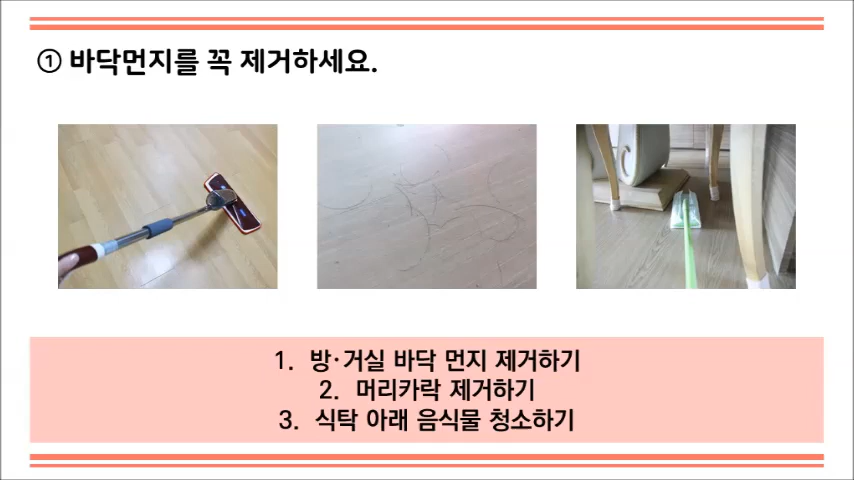 ① 바닥먼지를 꼭 제거하세요.
1. 방·거실 바닥 먼지 제거하기
2. 머리카락 제거하기
3. 식탁 아래 음식물 청소하기